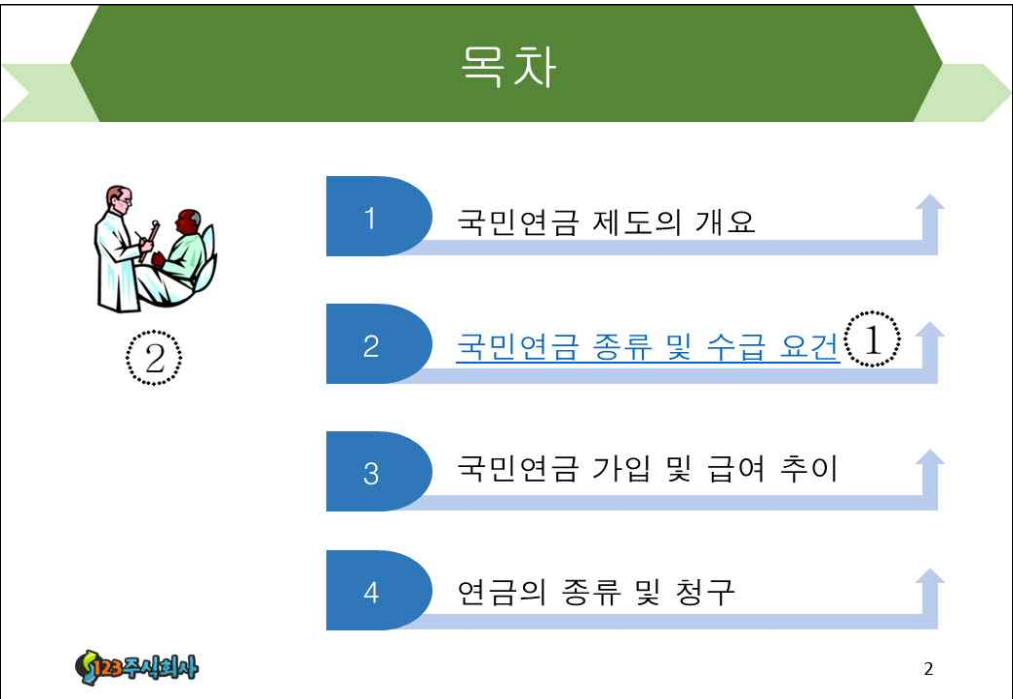 목차
1
국민연금 제도의 개요
2
국민연금 종류 및 수급 요건 ①
②
3
국민연금 가입 및 급여 추이
4
연금의 종류 및 청구
123주식회사
2